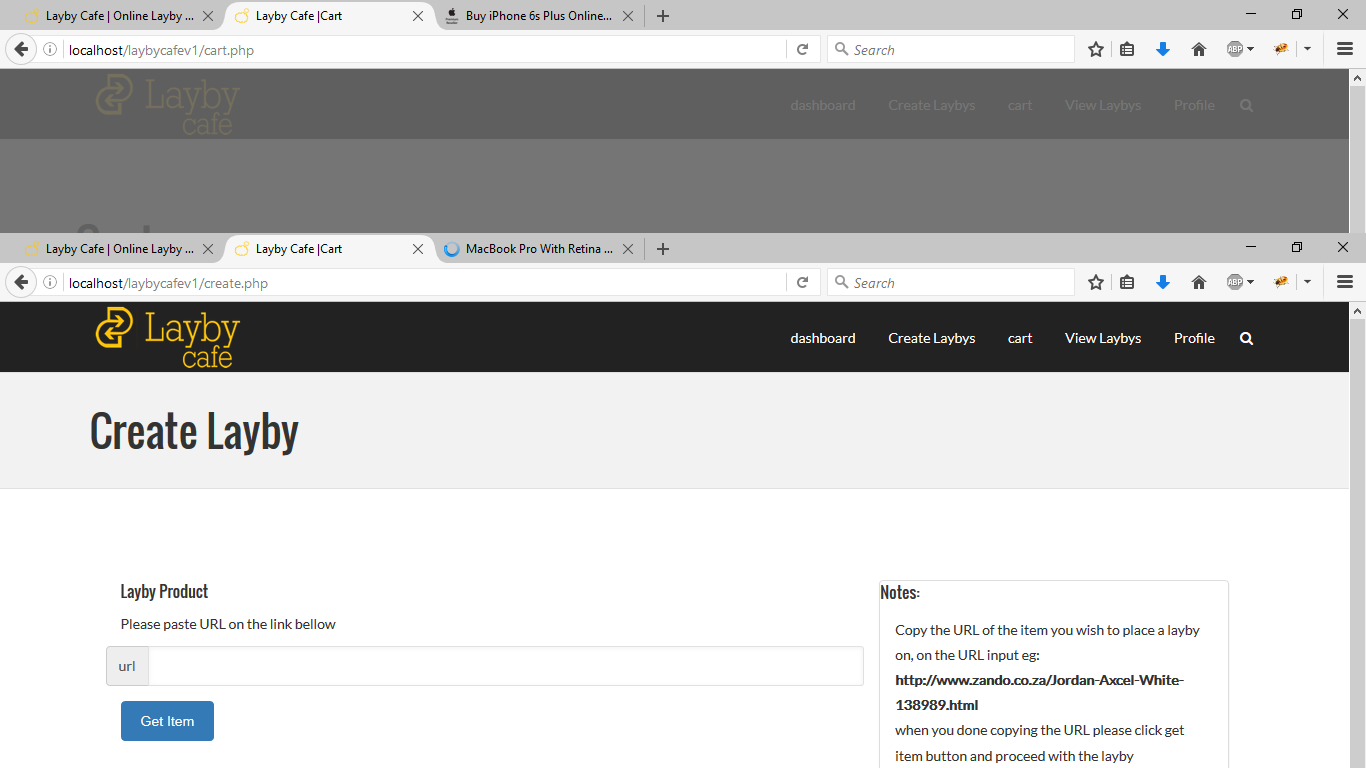 Layby Cafe | Online Layby ...
Layby Cafe |Cart
Buy iPhone 6s Plus Online...
localhost/laybycafev1/cart.php
Search
ABP
Layby
cafe
dashboard
Create Laybys
cart
View Laybys
Profile
Layby Cafe | Online Layby ...
Layby Cafe |Cart
MacBook Pro With Retina ...
localhost/laybycafev1/create.php
Search
ABP
Layby
cafe
dashboard
Create Laybys
cart
View Laybys
Profile
Create Layby
Layby Product
Please paste URL on the link bellow
url
Get Item
Notes:
Copy the URL of the item you wish to place a layby
on, on the URL input eg:
http://www.zando.co.za/Jordan-Axcel-White-
138989.html
when you done copying the URL please click get
item button and proceed with the layby